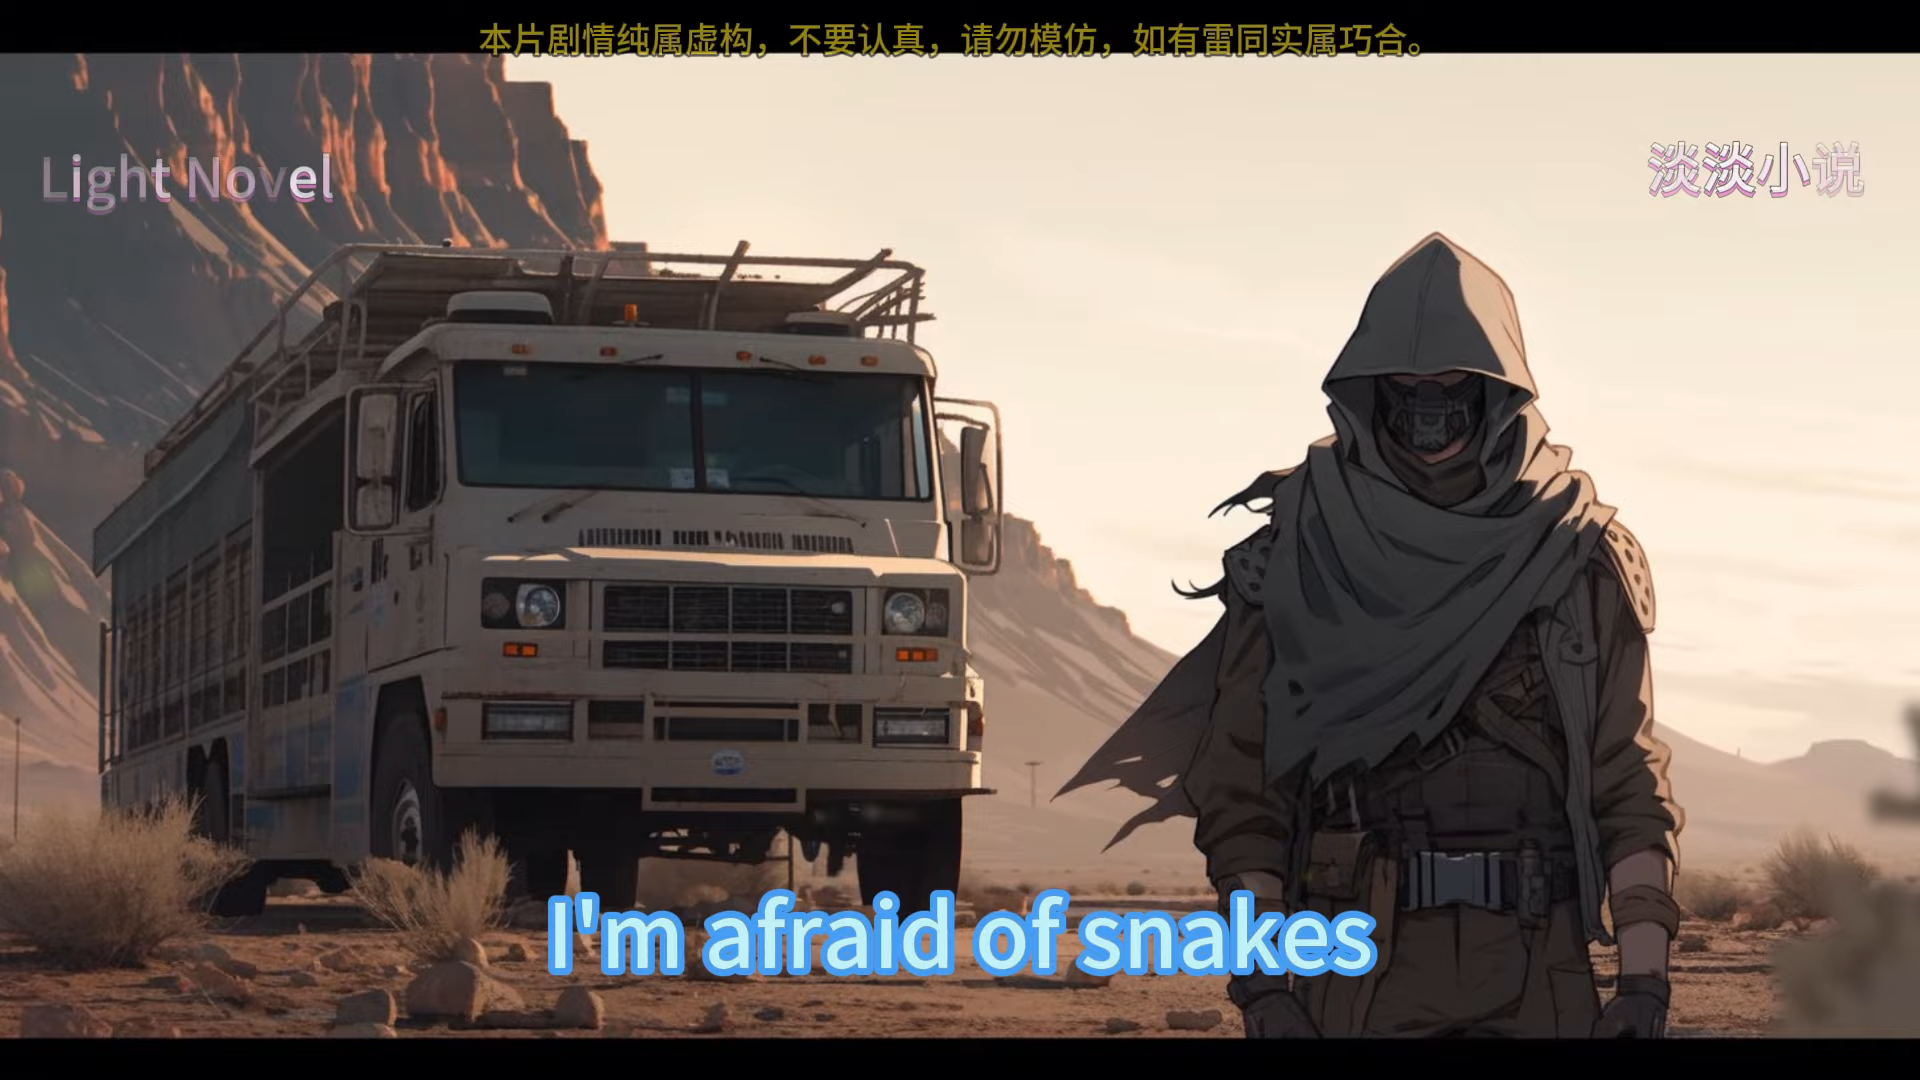 本片剧情纯属虚构，不要认真，请勿模仿，如有雷同实属巧合。
Light Novel
淡淡小说
I'm afraid of snakes